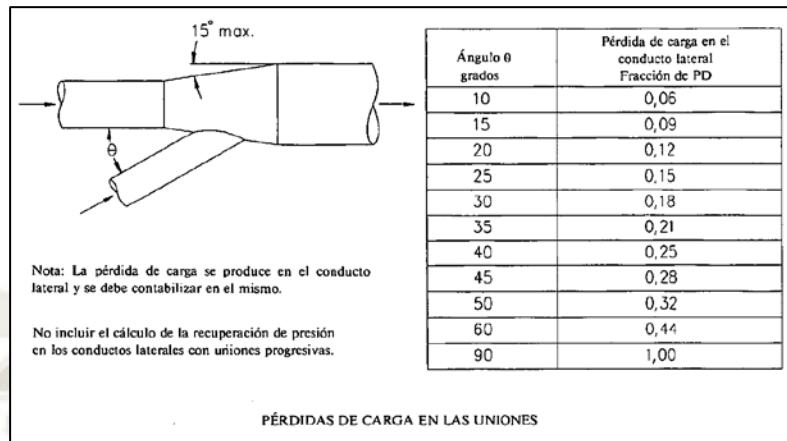 15° max.
θ
Nota: La pérdida de carga se produce en el conducto
lateral y se debe contabilizar en el mismo.
No incluir el cálculo de la recuperación de presión
en los conductos laterales con uniones progresivas.
Ángulo θ
grados
Pérdida de carga en el
conducto lateral
Fracción de PD
10 0,06
15 0,09
20 0,12
25 0,15
30 0,18
35 0,21
40 0,25
45 0,28
50 0,32
60 0,44
90 1,00
PÉRDIDAS DE CARGA EN LAS UNIONES